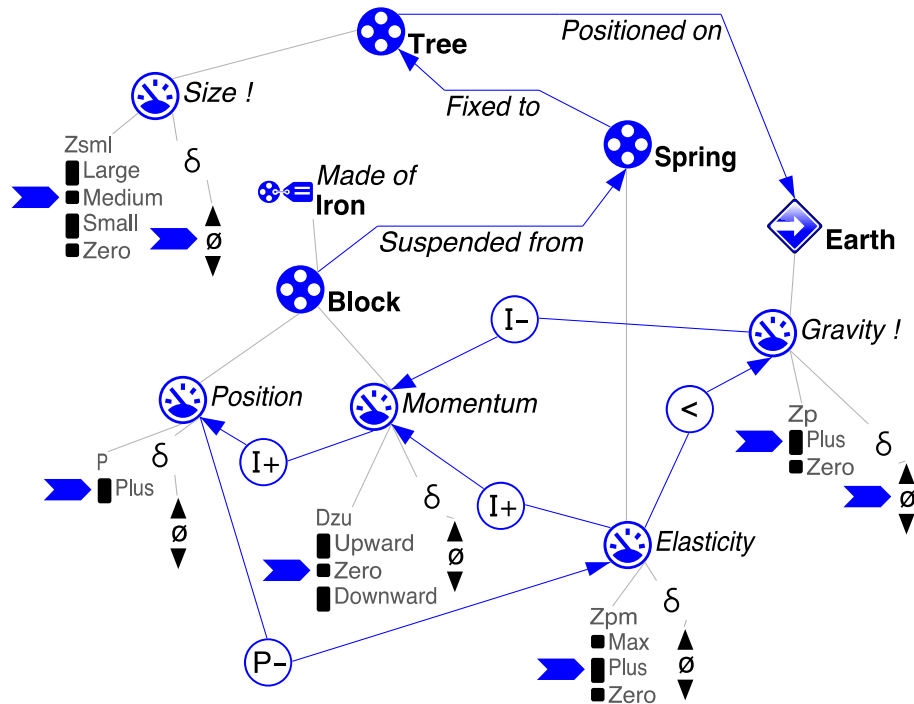 Tree
Positioned on
Size !
Fixed to
Zsml
δ
Large
Medium
Small
Zero
ø
Spring
Made of
Iron
Suspended from
Earth
Block
I-
Gravity !
Position
Momentum
<
Zp
δ
Plus
Zero
ø
P
δ
Plus
ø
I+
I+
Dzu
δ
Upward
Zero
Downward
ø
Elasticity
Zpm
δ
Max
Plus
Zero
ø
P-